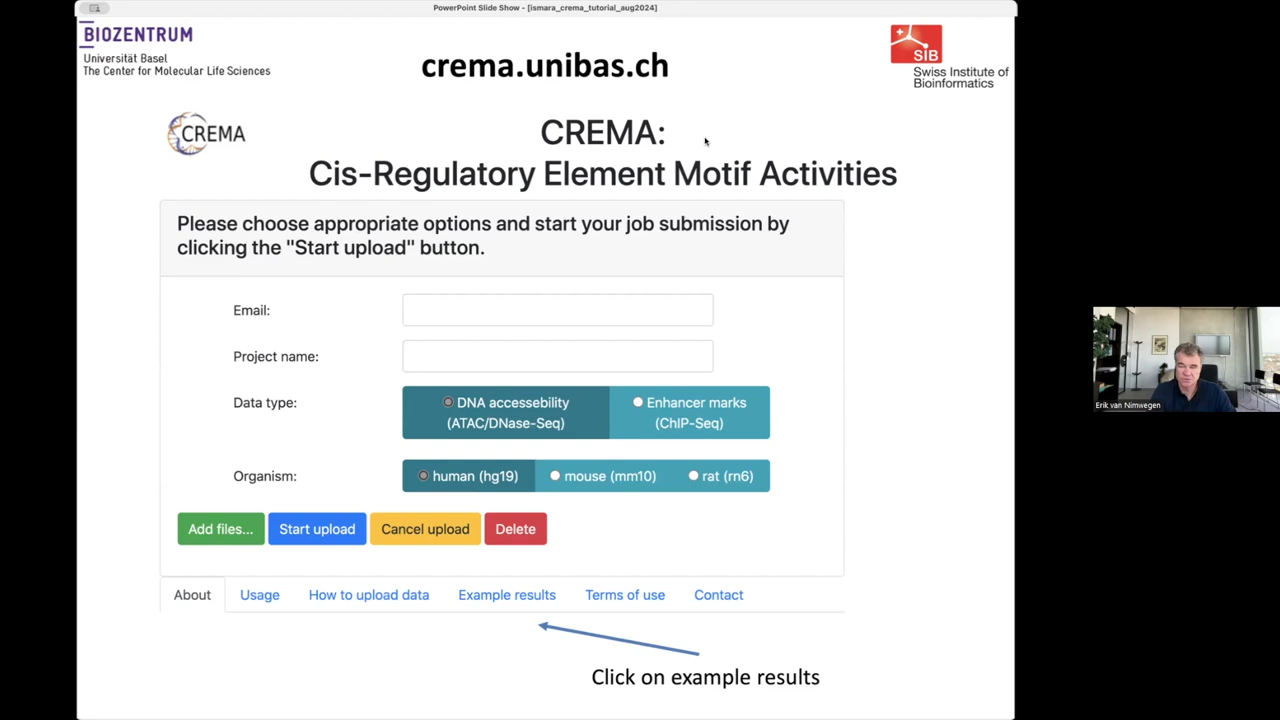 PowerPoint Slide Show - [ismara_crema_tutorial_aug2024]
BIOZENTRUM
Universität Basel
The Center for Molecular Life Sciences
crema.unibas.ch
SIB
Swiss Institute of
Bioinformatics
CREMA
CREMA:
Cis-Regulatory Element Motif Activities
Please choose appropriate options and start your job submission by
clicking the "Start upload" button.
Email:
Project name:
Data type:
DNA accessebility
(ATAC/DNase-Seq)
Enhancer marks
(ChIP-Seq)
Organism:
human (hg19)
mouse (mm10)
rat (rn6)
Add files...
Start upload
Cancel upload
Delete
About
Usage
How to upload data
Example results
Terms of use
Contact
Click on example results
Erik van Nimwegen